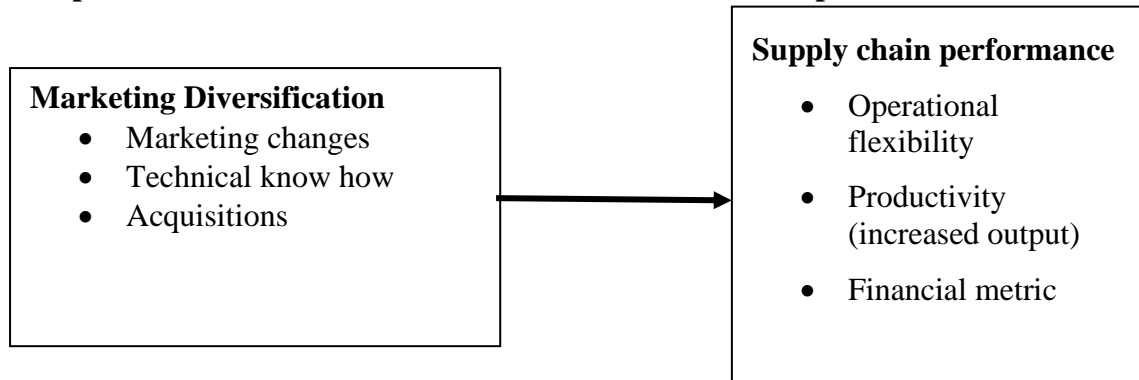 Marketing Diversification
• Marketing changes
• Technical know how
• Acquisitions
Supply chain performance
• Operational
flexibility
• Productivity
(increased output)
• Financial metric